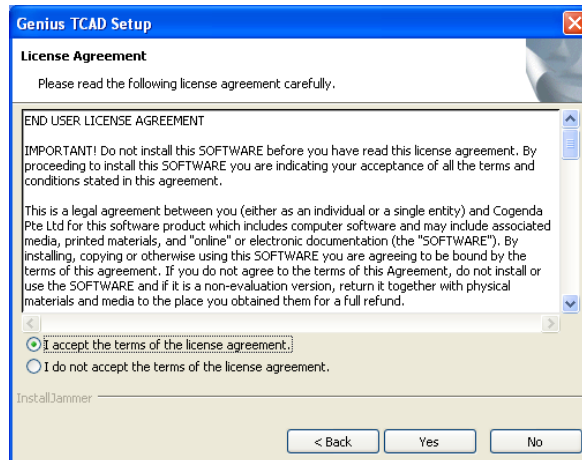 Genius TCAD Setup
License Agreement
Please read the following license agreement carefully.
END USER LICENSE AGREEMENT
IMPORTANT! Do not install this SOFTWARE before you have read this license agreement. By
proceeding to install this SOFTWARE you are indicating your acceptance of all the terms and
conditions stated in this agreement.
This is a legal agreement between you (either as an individual or a single entity) and Cogenda
Pte Ltd for this software product which includes computer software and may include associated
media, printed materials, and "online" or electronic documentation (the "SOFTWARE"). By
installing, copying or otherwise using this SOFTWARE you are agreeing to be bound by the
terms of this agreement. If you do not agree to the terms of this Agreement, do not install or
use the SOFTWARE and if it is a non-evaluation version, return it together with physical
materials and media to the place you obtained them for a full refund.
I accept the terms of the license agreement.
I do not accept the terms of the license agreement.
InstallJammer
< Back Yes No